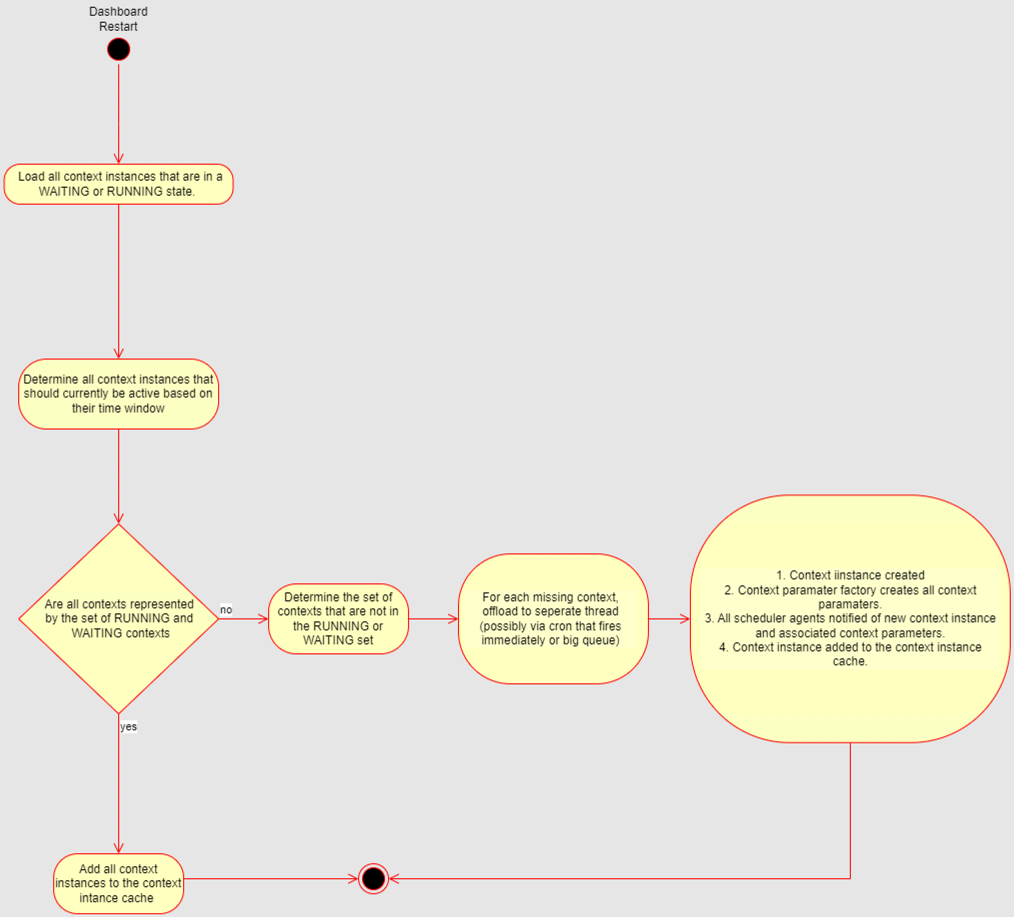 Dashboard
Restart
Load all context instances that are in a
WAITING or RUNNING state.
Determine all context instances that
should currently be active based on
their time window
Are all contexts represented
by the set of RUNNING and
WAITING contexts
no
Determine the set of
contexts that are not in
the RUNNING or
WAITING set
For each missing context,
offload to seperate thread
(possibly via cron that fires
immediately or big queue)
1. Context iinstance created
2. Context paramater factory creates all context
paramaters.
3. All scheduler agents notified of new context instance
and associated context parameters.
4. Context instance added to the context instance
cache.
yes
Add all context
instances to the context
intance cache